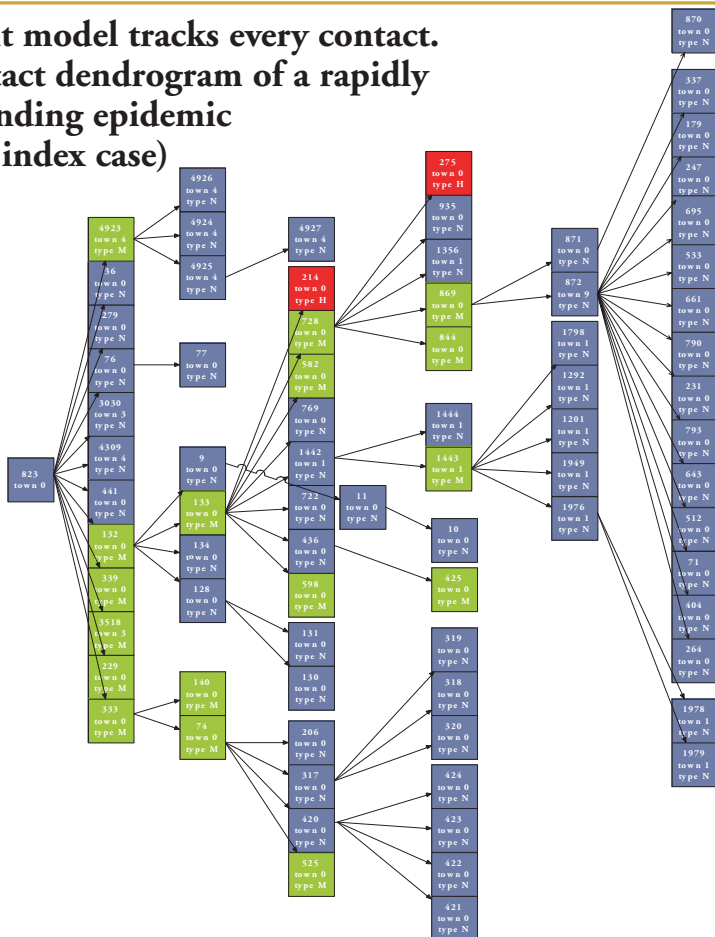 t model tracks every contact.
tact dendrogram of a rapidly
nding epidemic
index case)
870
town 0
type N
337
town 0
type N
179
town 0
type N
247
town 0
type N
695
town 0
type N
533
town 0
type N
661
town 0
type N
790
town 0
type N
231
town 0
type N
793
town 0
type N
643
town 0
type N
512
town 0
type N
71
town 0
type N
404
town 0
type N
264
town 0
type N
1978
town 1
type N
1979
town 1
type N
823
town 0
4923
town 4
type M
36
town 0
type N
279
town 0
type N
76
town 0
type N
3030
town 3
type N
4309
town 4
type N
441
town 0
type N
132
town 0
type M
339
town 0
type M
3518
town 3
type M
229
town 0
type M
333
town 0
type M
4926
town 4
type N
4924
town 4
type N
4925
town 4
type N
77
town 0
type N
9
town 0
type N
133
town 0
type M
134
town 0
type N
128
town 0
type N
140
town 0
type M
74
town 0
type M
4927
town 4
type N
214
town 0
type H
728
town 0
type M
582
town 0
type M
769
town 0
type N
1442
town 1
type N
722
town 0
type N
436
town 0
type N
598
town 0
type M
11
town 0
type N
131
town 0
type N
130
town 0
type N
206
town 0
type N
317
town 0
type N
420
town 0
type N
525
town 0
type M
275
town 0
type H
935
town 0
type N
1356
town 1
type N
869
town 0
type M
844
town 0
type M
1444
town 1
type N
1443
town 1
type M
10
town 0
type N
425
town 0
type M
319
town 0
type N
318
town 0
type N
320
town 0
type N
424
town 0
type N
423
town 0
type N
422
town 0
type N
421
town 0
type N
871
town 0
type N
872
town 9
type N
1798
town 1
type N
1292
town 1
type N
1201
town 1
type N
1949
town 1
type N
1976
town 1
type N